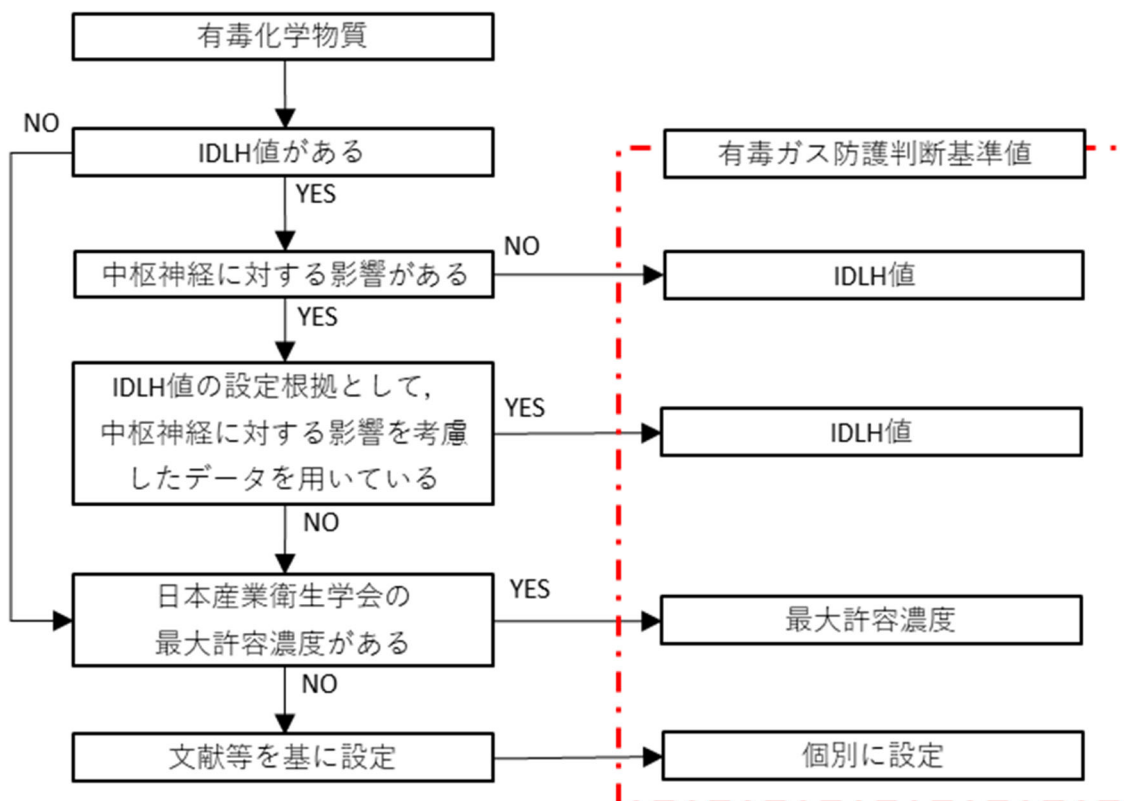 有毒化学物質
NO
IDLH値がある
有毒ガス防護判断基準値
YES
NO
中枢神経に対する影響がある
IDLH値
YES
IDLH値の設定根拠として,
中枢神経に対する影響を考慮
したデータを用いている
YES
IDLH値
NO
日本産業衛生学会の
最大許容濃度がある
YES
最大許容濃度
NO
文献等を基に設定
個別に設定